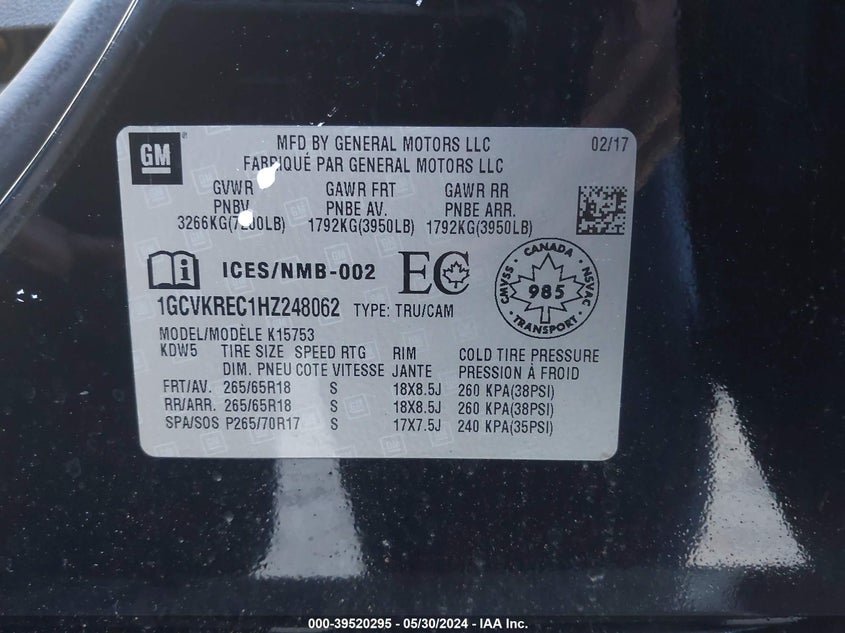 GM
MFD BY GENERAL MOTORS LLC 02/17
FABRIQUÉ PAR GENERAL MOTORS LLC
GVWR GAWR FRT GAWR RR
PNBV PNBE AV. PNBE ARR.
3266KG(7200LB) 1792KG(3950LB) 1792KG(3950LB)
ICES/NMB-002 EC
CANADA
CMVSS 985 NSVAC
TRANSPORT
1GCVKREC1HZ248062 TYPE: TRU/CAM
MODEL/MODÈLE K15753
KDW5 TIRE SIZE SPEED RTG RIM COLD TIRE PRESSURE
DIM. PNEU COTE VITESSE JANTE PRESSION À FROID
FRT/AV. 265/65R18 S 18X8.5J 260 KPA(38PSI)
RR/ARR. 265/65R18 S 18X8.5J 260 KPA(38PSI)
SPA/SOS P265/70R17 S 17X7.5J 240 KPA(35PSI)
000-39520295 - 05/30/2024 - IAA Inc.